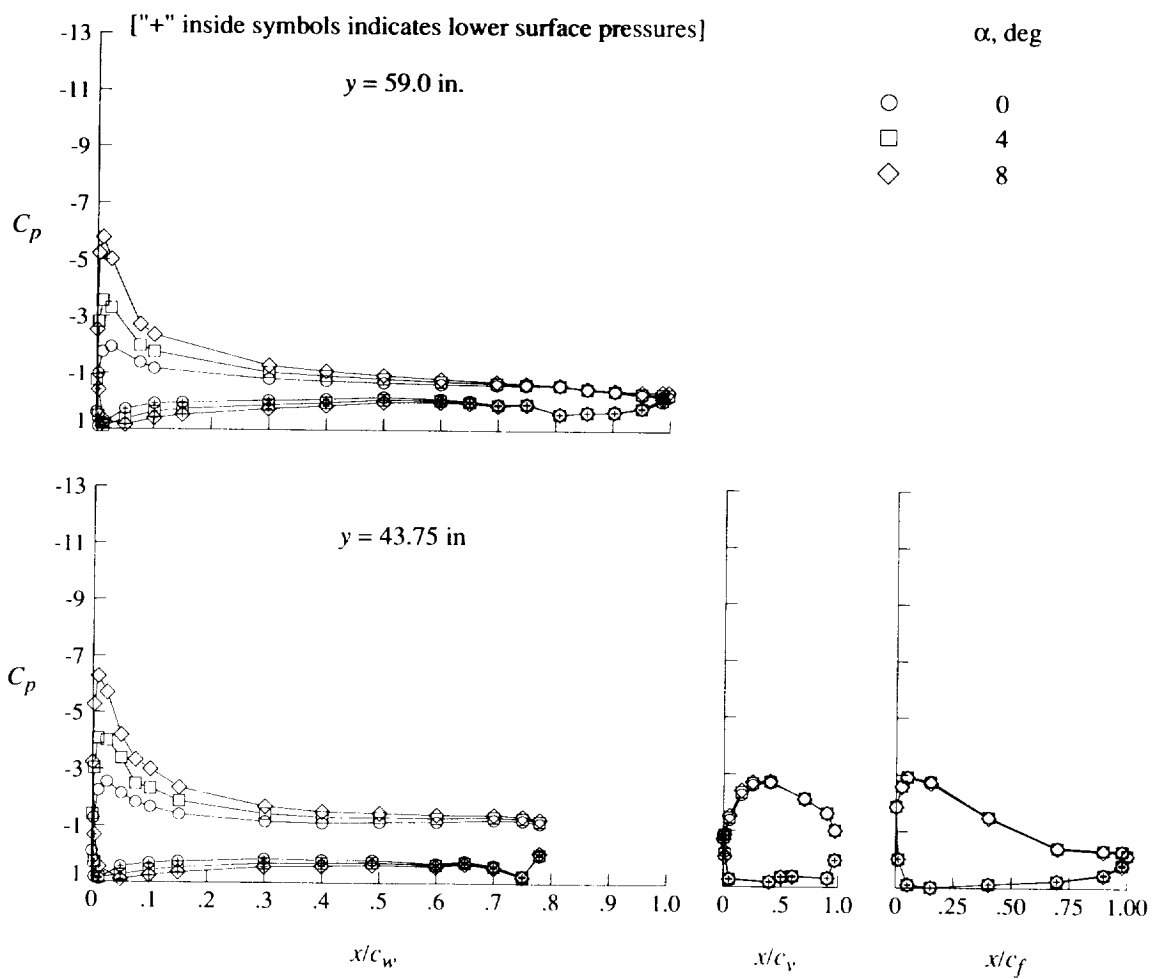 ["+" inside symbols indicates lower surface pressures]
α, deg
y = 59.0 in.
0
4
8
-13
-11
-9
-7
-5
-3
-1
1
Cp
y = 43.75 in
-13
-11
-9
-7
-5
-3
-1
1
Cp
0 .1 .2 .3 .4 .5 .6 .7 .8 .9 1.0
x/cw
0 .5 1.0
x/cv
0 .25 .50 .75 1.00
x/cf